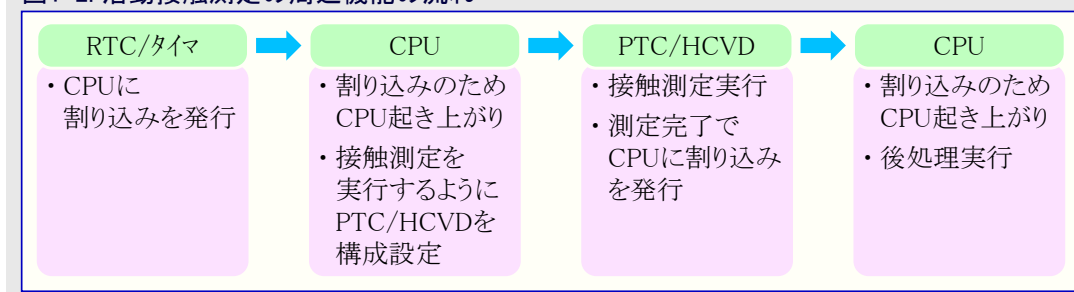 RTC/ﾀｲﾏ
・CPUに
割り込みを発行
CPU
・割り込みのため
CPU起き上がり
・接触測定を
実行するように
PTC/HCVDを
構成設定
PTC/HCVD
・接触測定実行
・測定完了で
CPUに割り込み
を発行
CPU
・割り込みのため
CPU起き上がり
・後処理実行